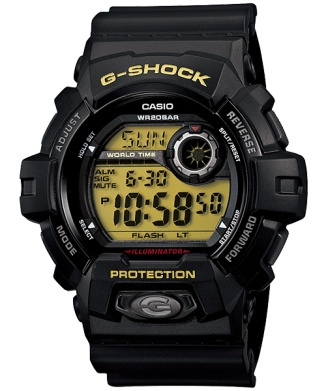 G-SHOCK
CASIO
WR20BAR
ADJUST
HOLD SET
REVERSE
SPLIT/RESET
SUN
WORLD TIME
ALM
SIG
MUTE
6-30
P 10:58 50
FLASH LT
MODE
SELECT
FORWARD
START/STOP
ILLUMINATOR
PROTECTION
G